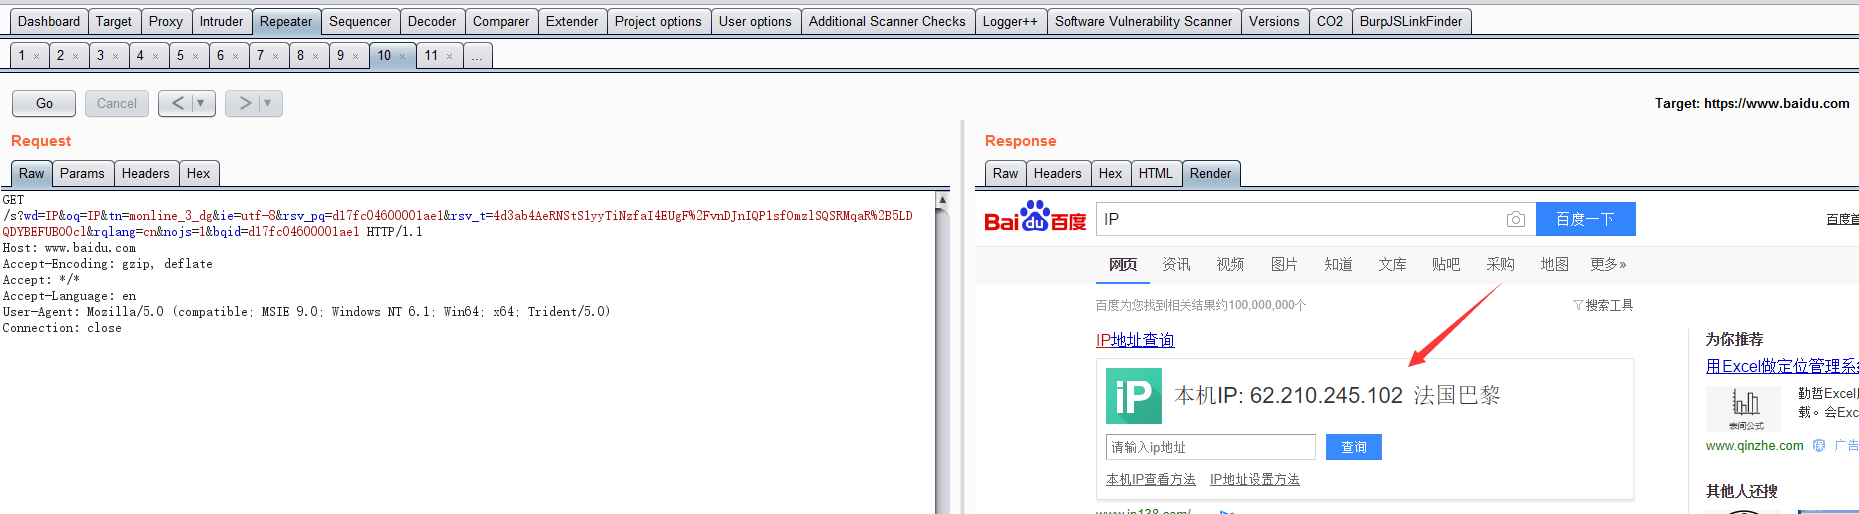 Dashboard Target Proxy Intruder Repeater Sequencer Decoder Comparer Extender Project options User options Additional Scanner Checks Logger++ Software Vulnerability Scanner Versions CO2 BurpJSLinkFinder
1 × 2 × 3 × 4 × 5 × 6 × 7 × 8 × 9 × 10 × 11 × ...
Go Cancel < ▼ > ▼ Target: https://www.baidu.com
Request
Raw Params Headers Hex
GET
/s?wd=IP&oq=IP&tn=monline_3_dg&ie=utf-8&rsv_pq=d17fc04600001ae1&rsv_t=4d3ab4AeRNStSlyyTiNzfaI4EUgF%2FvnDJnIQPlsfOmzlSQSRMqaR%2B5LD
QDYBEFUBOOcl&rqlang=cn&nojs=1&bqid=d17fc04600001ae1 HTTP/1.1
Host: www.baidu.com
Accept-Encoding: gzip, deflate
Accept: */*
Accept-Language: en
User-Agent: Mozilla/5.0 (compatible; MSIE 9.0; Windows NT 6.1; Win64; x64; Trident/5.0)
Connection: close
Response
Raw Headers Hex HTML Render
Bai du 百度 IP 百度一下 百度首
网页 资讯 视频 图片 知道 文库 贴吧 采购 地图 更多»
百度为您找到相关结果约100,000,000个 搜索工具
IP地址查询
iP 本机IP: 62.210.245.102 法国巴黎
请输入ip地址 查询
本机IP查看方法 IP地址设置方法
www.ip138.com/
为你推荐
用Excel做定位管理系
表间公式
勤哲Excel
载。会Exc
www.qinzhe.com 保 广告
其他人还搜